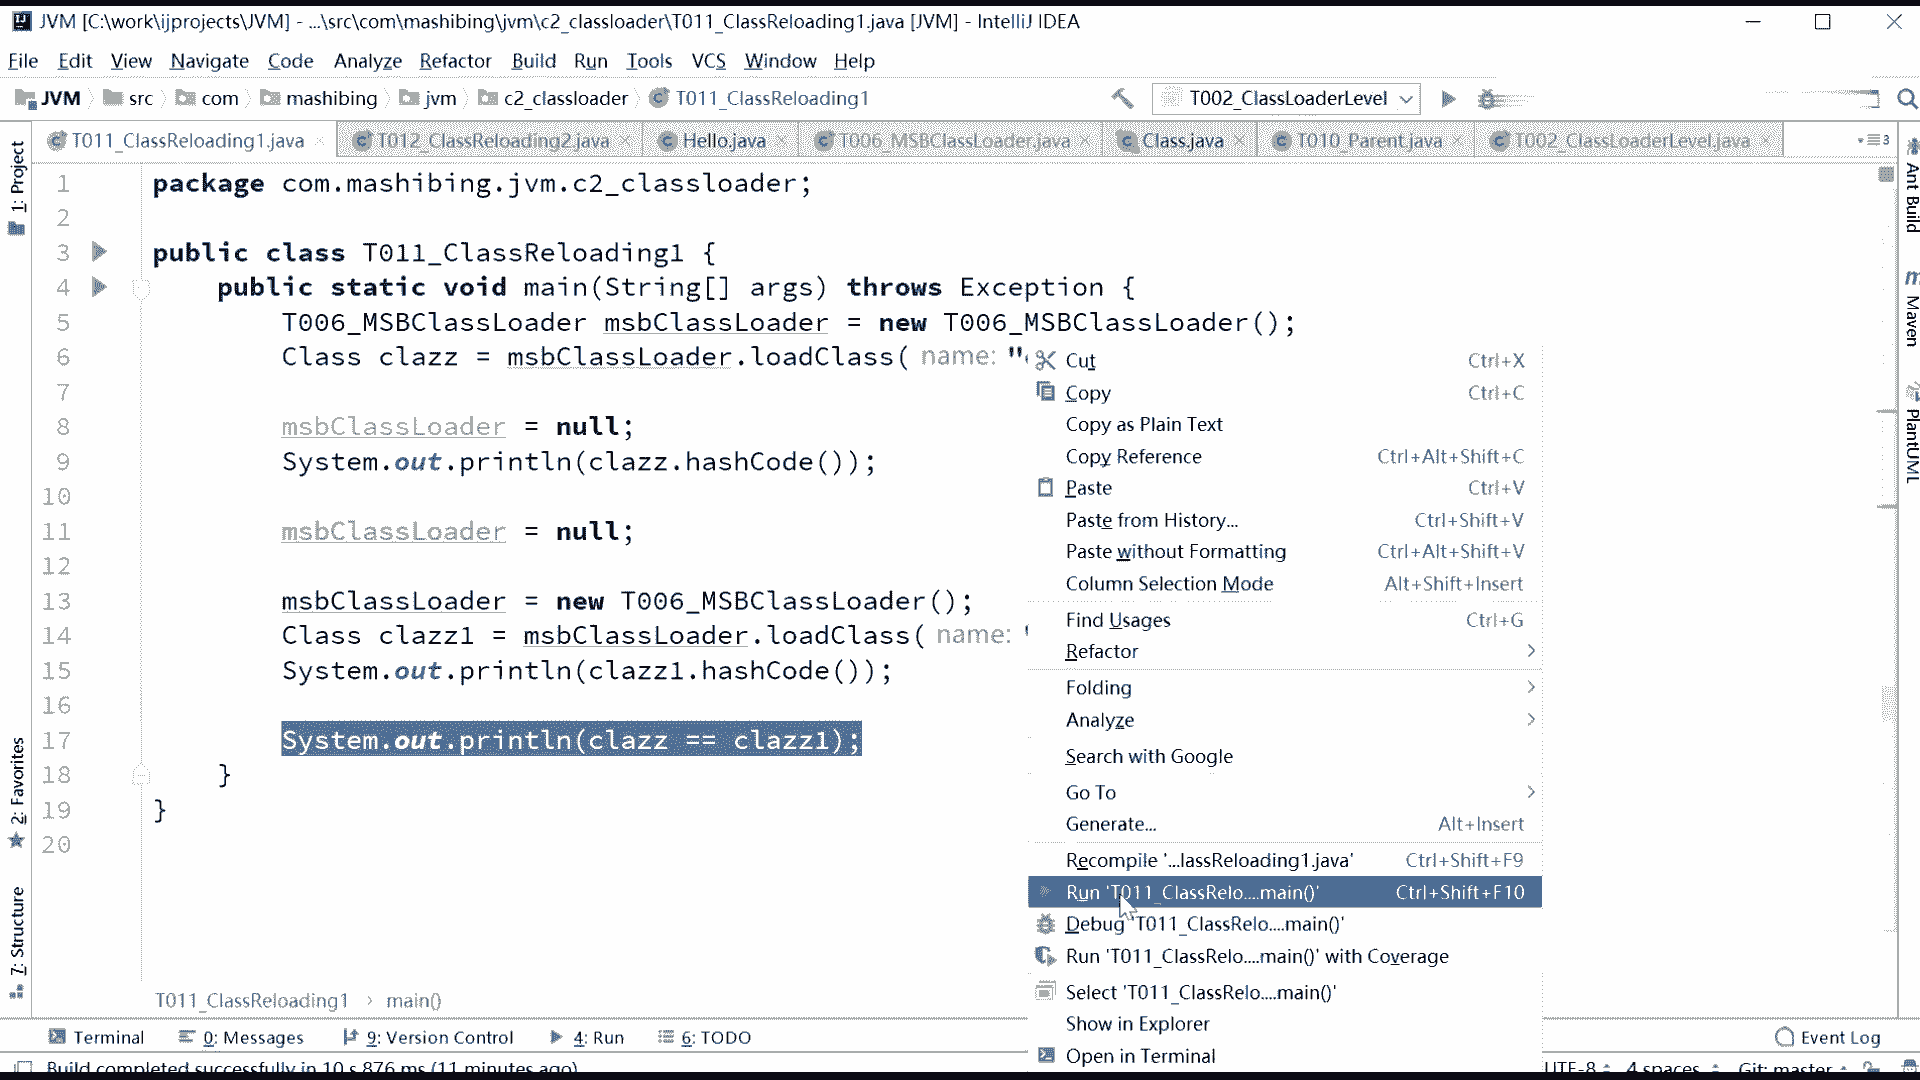 JVM [C:\work\ijprojects\JVM] - ...\src\com\mashibing\jvm\c2_classloader\T011_ClassReloading1.java [JVM] - IntelliJ IDEA
File Edit View Navigate Code Analyze Refactor Build Run Tools VCS Window Help
JVM src com mashibing jvm c2_classloader T011_ClassReloading1 T002_ClassLoaderLevel
T011_ClassReloading1.java T012_ClassReloading2.java Hello.java T006_MSBClassLoader.java Class.java T010_Parent.java T002_ClassLoaderLevel.java 3
1: Project
2: Favorites
7: Structure
1 package com.mashibing.jvm.c2_classloader;
2
3 public class T011_ClassReloading1 {
4 public static void main(String[] args) throws Exception {
5 T006_MSBClassLoader msbClassLoader = new T006_MSBClassLoader();
6 Class clazz = msbClassLoader.loadClass( name: "
7
8 msbClassLoader = null;
9 System.out.println(clazz.hashCode());
10
11 msbClassLoader = null;
12
13 msbClassLoader = new T006_MSBClassLoader();
14 Class clazz1 = msbClassLoader.loadClass( name: "
15 System.out.println(clazz1.hashCode());
16
17 System.out.println(clazz == clazz1);
18 }
19 }
20
Cut Ctrl+X
Copy Ctrl+C
Copy as Plain Text
Copy Reference Ctrl+Alt+Shift+C
Paste Ctrl+V
Paste from History... Ctrl+Shift+V
Paste without Formatting Ctrl+Alt+Shift+V
Column Selection Mode Alt+Shift+Insert
Find Usages Ctrl+G
Refactor
Folding
Analyze
Search with Google
Go To
Generate... Alt+Insert
Recompile '...lassReloading1.java' Ctrl+Shift+F9
Run 'T011_ClassRelo....main()' Ctrl+Shift+F10
Debug 'T011_ClassRelo....main()'
Run 'T011_ClassRelo....main()' with Coverage
Select 'T011_ClassRelo....main()'
Show in Explorer
Open in Terminal
Ant Build
Maven
PlantUML
T011_ClassReloading1 › main()
Terminal 0: Messages 9: Version Control 4: Run 6: TODO Event Log
Build completed successfully in 10 s 876 ms (11 minutes ago) UTF-8 4 spaces Git: master